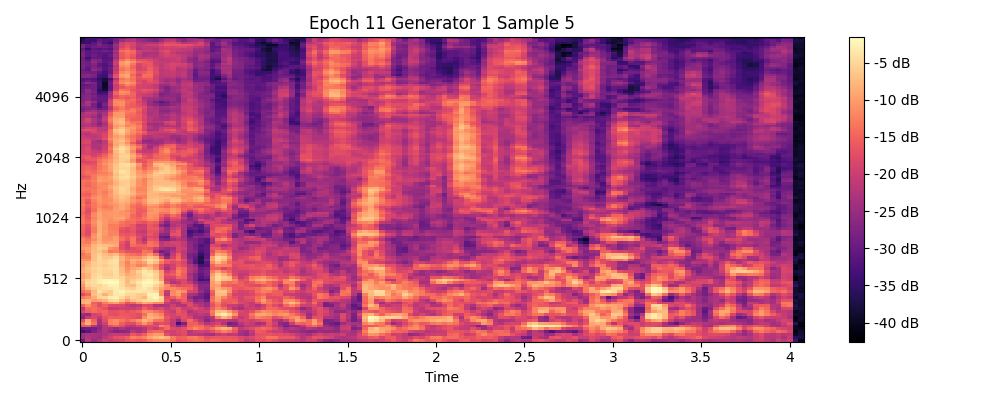 Epoch 11 Generator 1 Sample 5
Hz
4096
2048
1024
512
0
0
0.5
1
1.5
2
2.5
3
3.5
4
Time
-5 dB
-10 dB
-15 dB
-20 dB
-25 dB
-30 dB
-35 dB
-40 dB